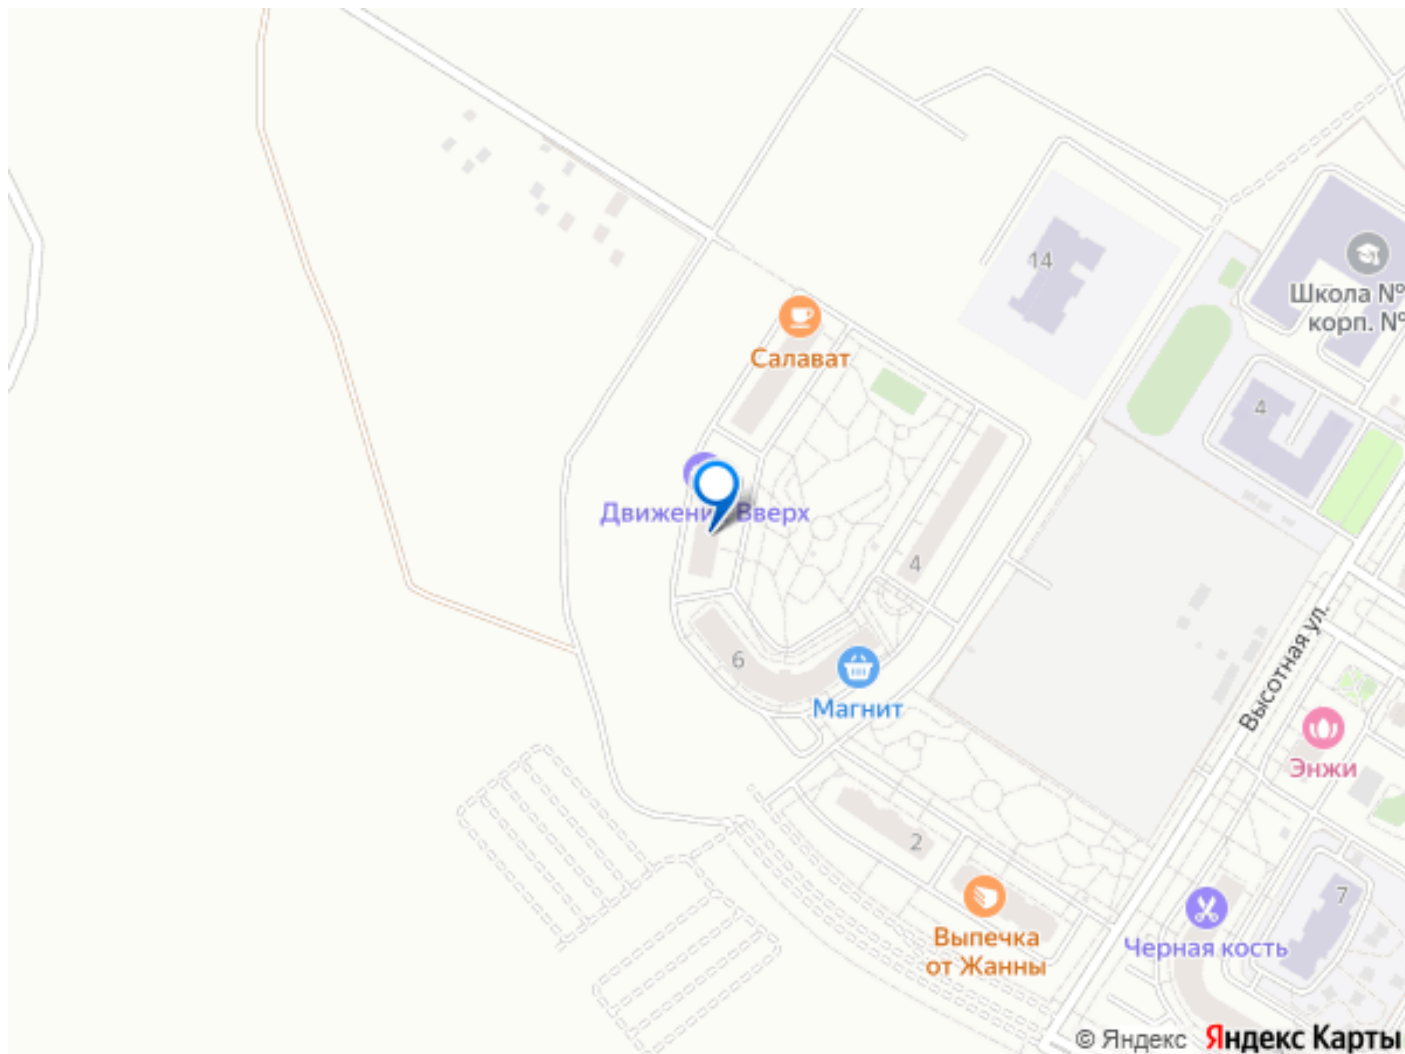 14
Школа №
корп. №
Салават
4
Движение Вверх
4
6
Магнит
Высотная ул.
Энжи
2
7
Выпечка
от Жанны
Черная кость
© Яндекс Яндекс Карты